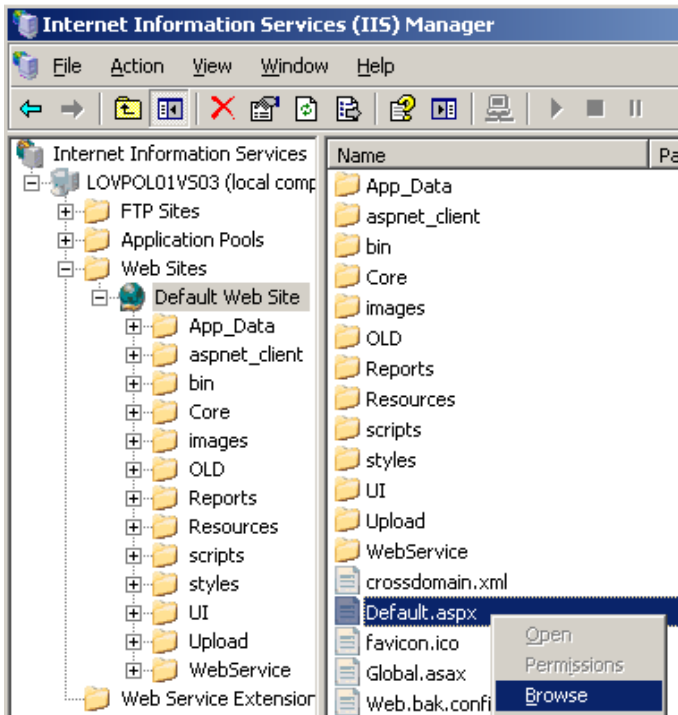 Internet Information Services (IIS) Manager
File Action View Window Help
Internet Information Services
LOVPOL01VS03 (local comp
FTP Sites
Application Pools
Web Sites
Default Web Site
App_Data
aspnet_client
bin
Core
images
OLD
Reports
Resources
scripts
styles
UI
Upload
WebService
Web Service Extension
Name Pa
App_Data
aspnet_client
bin
Core
images
OLD
Reports
Resources
scripts
styles
UI
Upload
WebService
crossdomain.xml
Default.aspx
favicon.ico
Global.asax
Web.bak.confi
Open
Permissions
Browse